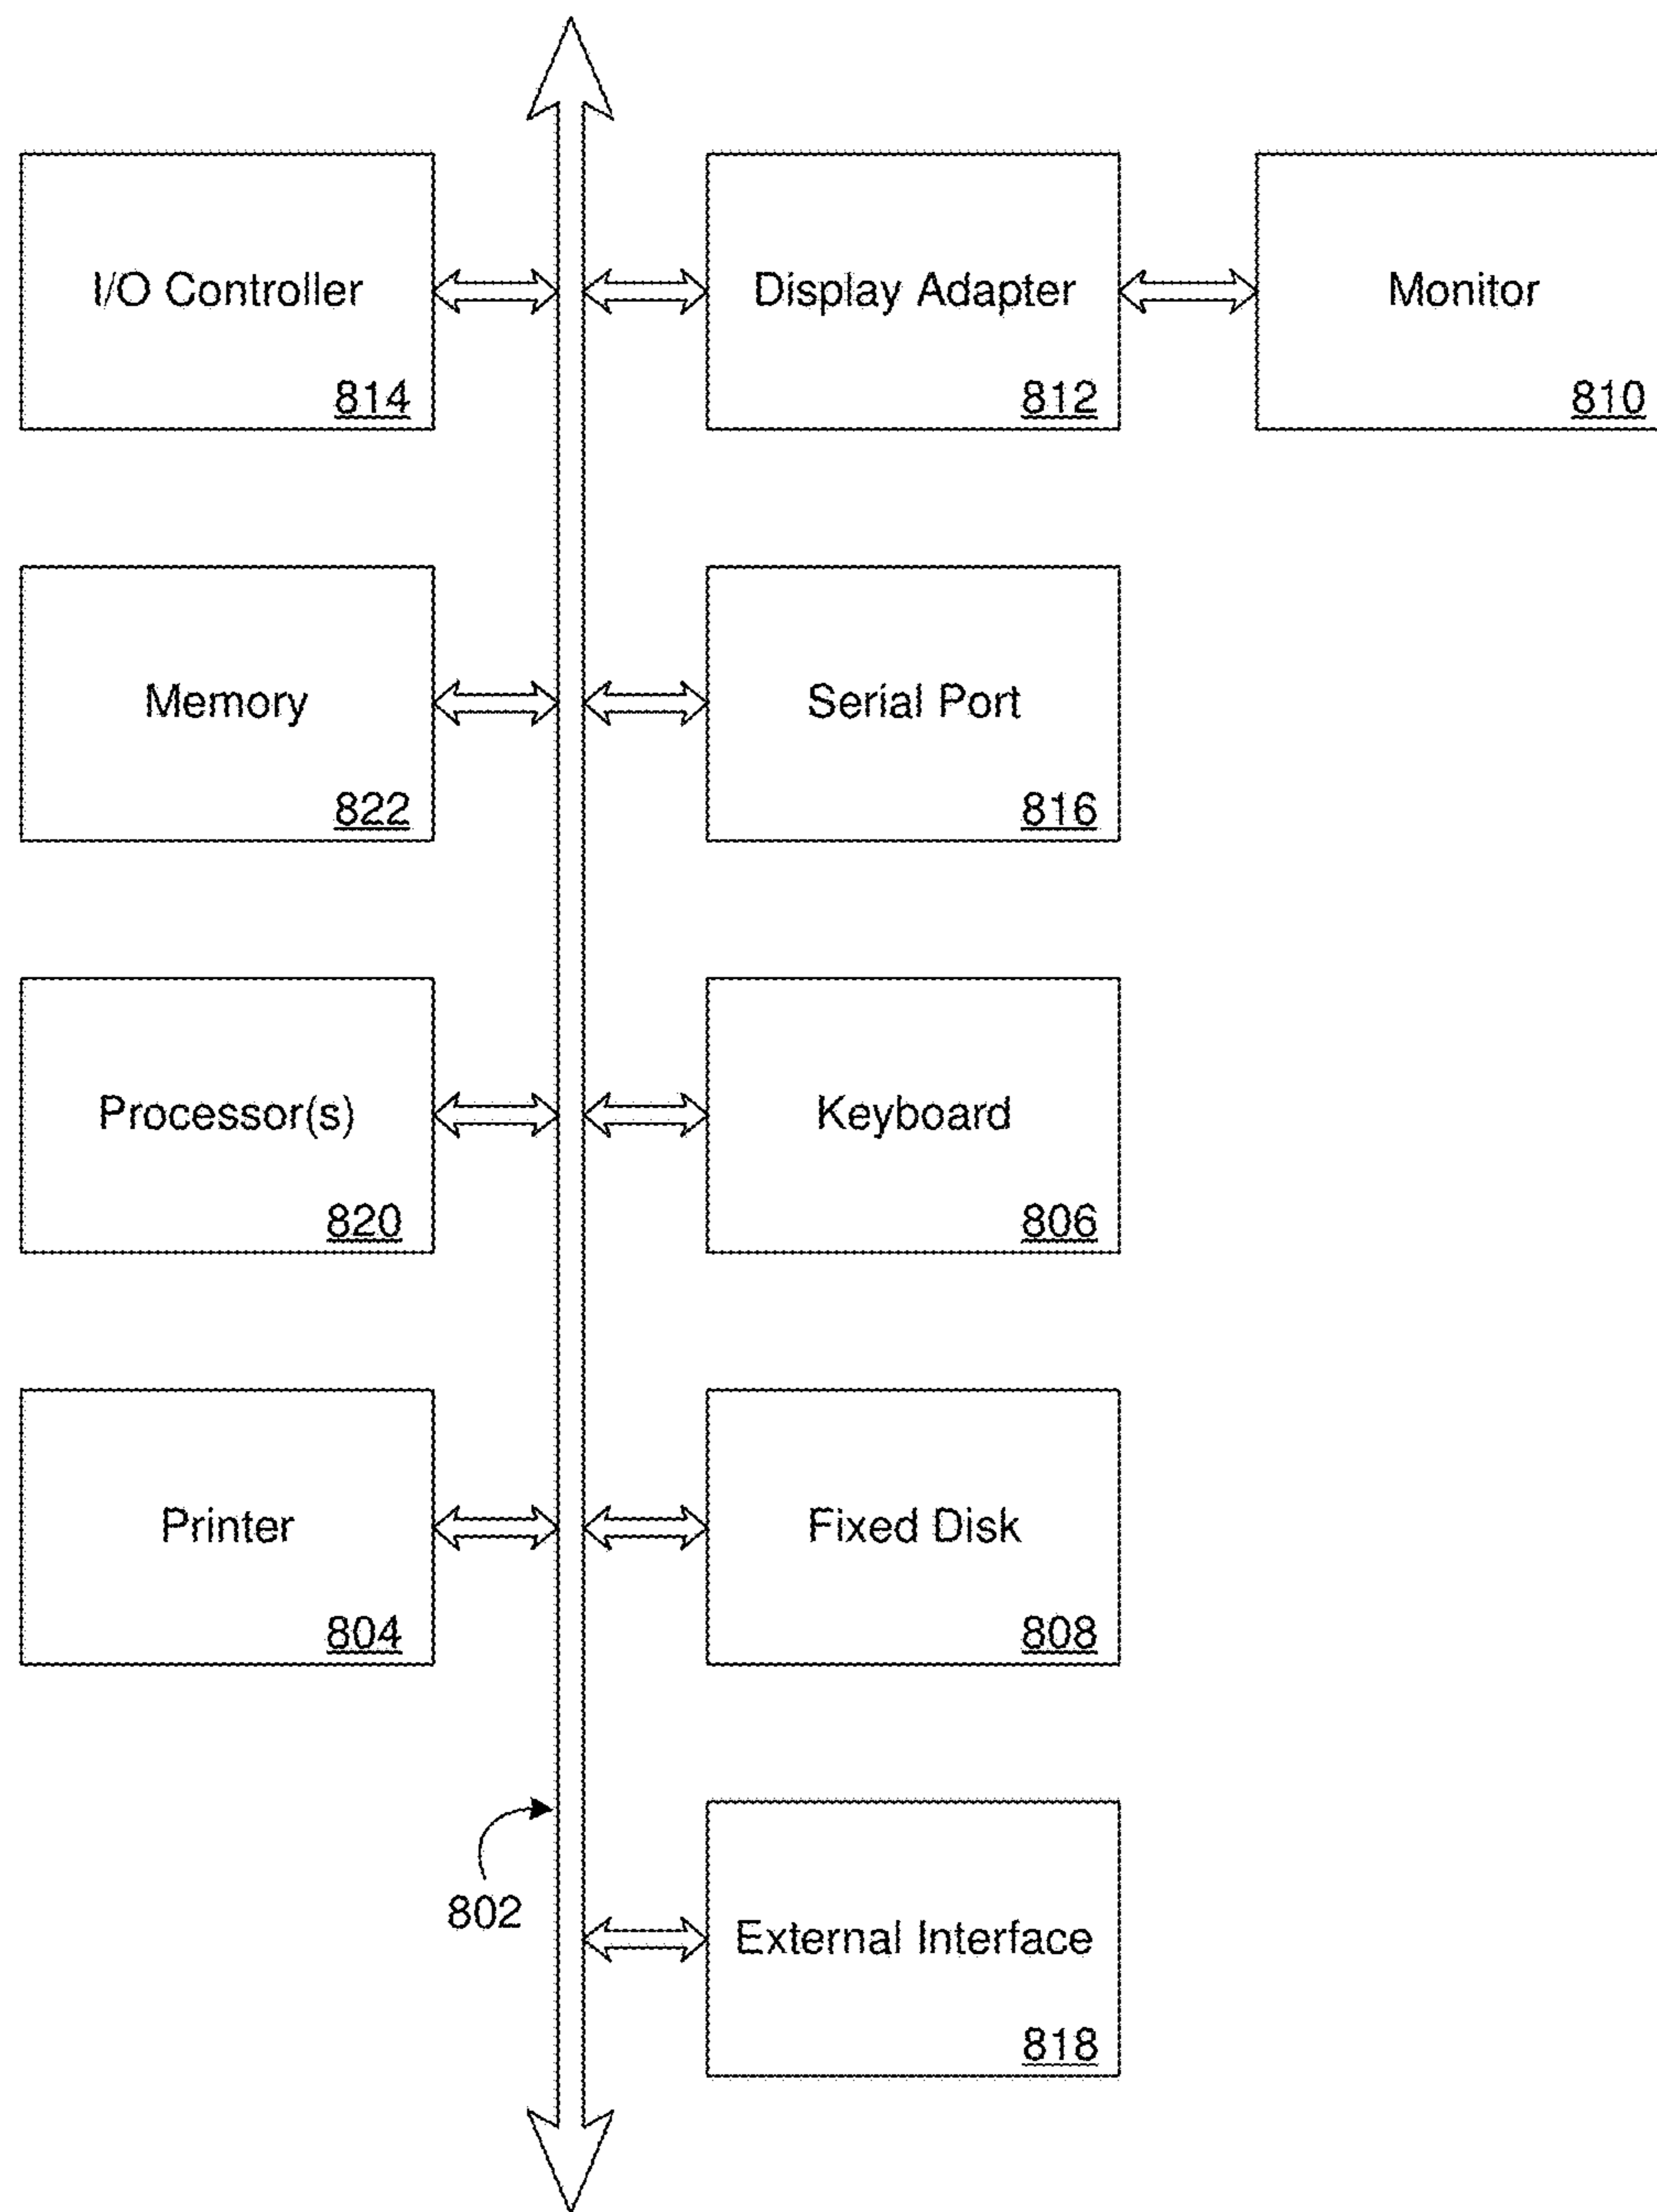 I/O Controller
814
Display Adapter
812
Monitor
810
Memory
822
Serial Port
816
Processor(s)
820
Keyboard
806
Printer
804
Fixed Disk
808
802
External Interface
818